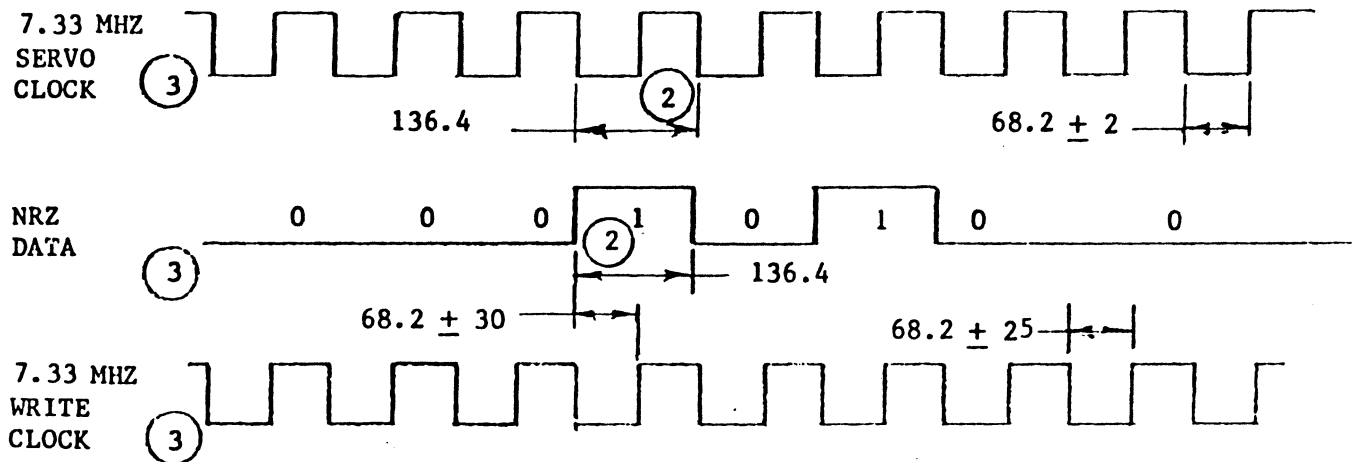 7.33 MHZ
SERVO
CLOCK
3
2
136.4
68.2 ± 2
NRZ
DATA
3
0 0 0 1 0 1 0 0
2
136.4
68.2 ± 30
68.2 ± 25
7.33 MHZ
WRITE
CLOCK
3